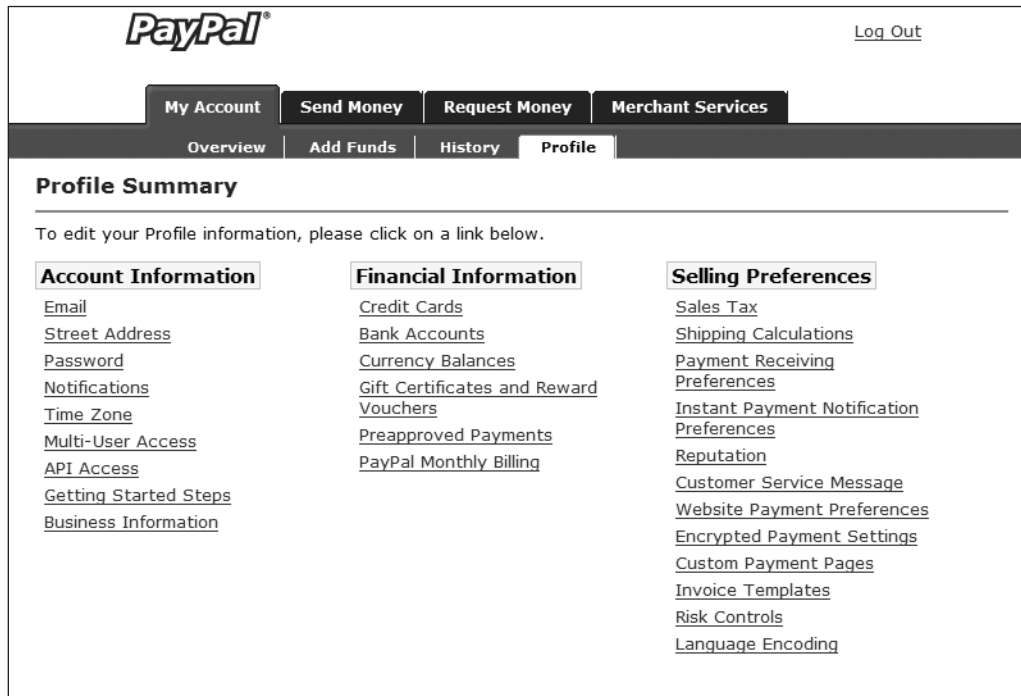 PayPal®
Log Out
My Account Send Money Request Money Merchant Services
Overview Add Funds History Profile
Profile Summary
To edit your Profile information, please click on a link below.
Account Information
Email
Street Address
Password
Notifications
Time Zone
Multi-User Access
API Access
Getting Started Steps
Business Information
Financial Information
Credit Cards
Bank Accounts
Currency Balances
Gift Certificates and Reward
Vouchers
Preapproved Payments
PayPal Monthly Billing
Selling Preferences
Sales Tax
Shipping Calculations
Payment Receiving
Preferences
Instant Payment Notification
Preferences
Reputation
Customer Service Message
Website Payment Preferences
Encrypted Payment Settings
Custom Payment Pages
Invoice Templates
Risk Controls
Language Encoding